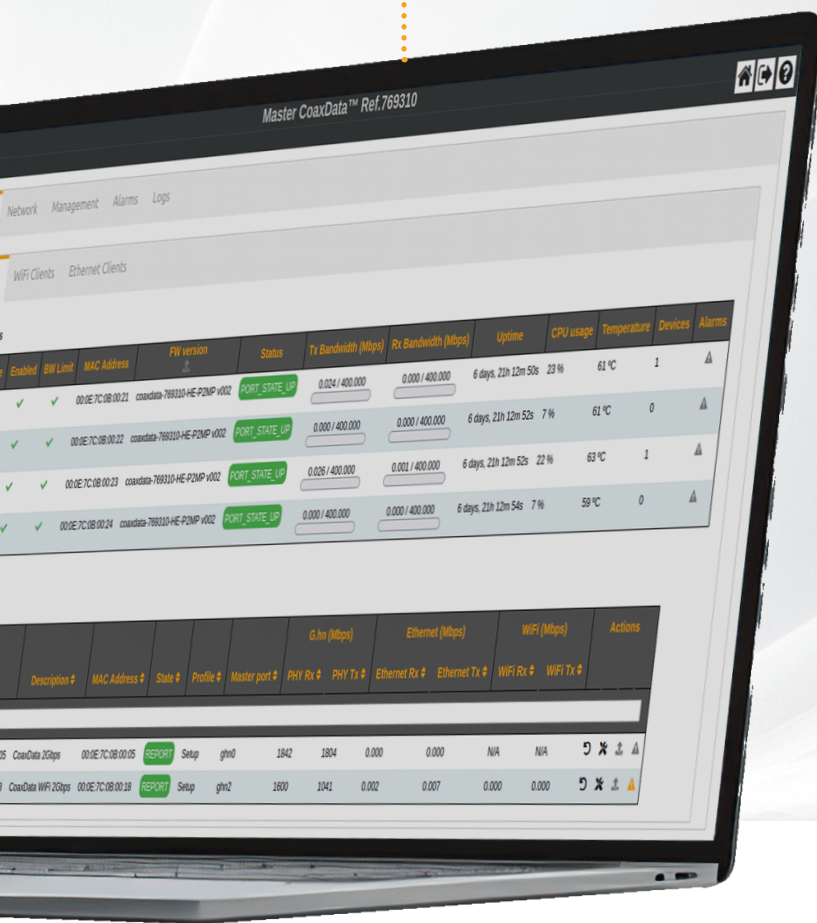 Master CoaxData™ Ref.769310
Network Management Alarms Logs
WiFi Clients Ethernet Clients
s
e Enabled BW Limit MAC Address FW version Status Tx Bandwidth (Mbps) Rx Bandwidth (Mbps) Uptime CPU usage Temperature Devices Alarms
00:0E:7C:0B:00:21 coaxdata-769310-HE-P2MP v002 PORT_STATE_UP 0.024 / 400.000 0.000 / 400.000 6 days, 21h 12m 50s 23 % 61 ºC 1
00:0E:7C:0B:00:22 coaxdata-769310-HE-P2MP v002 PORT_STATE_UP 0.000 / 400.000 0.000 / 400.000 6 days, 21h 12m 52s 7 % 61 ºC 0
00:0E:7C:0B:00:23 coaxdata-769310-HE-P2MP v002 PORT_STATE_UP 0.026 / 400.000 0.001 / 400.000 6 days, 21h 12m 52s 22 % 63 ºC 1
00:0E:7C:0B:00:24 coaxdata-769310-HE-P2MP v002 PORT_STATE_UP 0.000 / 400.000 0.000 / 400.000 6 days, 21h 12m 54s 7 % 59 ºC 0
G.hn (Mbps) Ethernet (Mbps) WiFi (Mbps) Actions
Description MAC Address State Profile Master port PHY Rx PHY Tx Ethernet Rx Ethernet Tx WiFi Rx WiFi Tx
05 CoaxData 2Gbps 00:0E:7C:0B:00:05 REPORT Setup ghn0 1842 1804 0.000 0.000 N/A N/A
8 CoaxData WiFi 2Gbps 00:0E:7C:0B:00:18 REPORT Setup ghn2 1600 1041 0.002 0.007 0.000 0.000